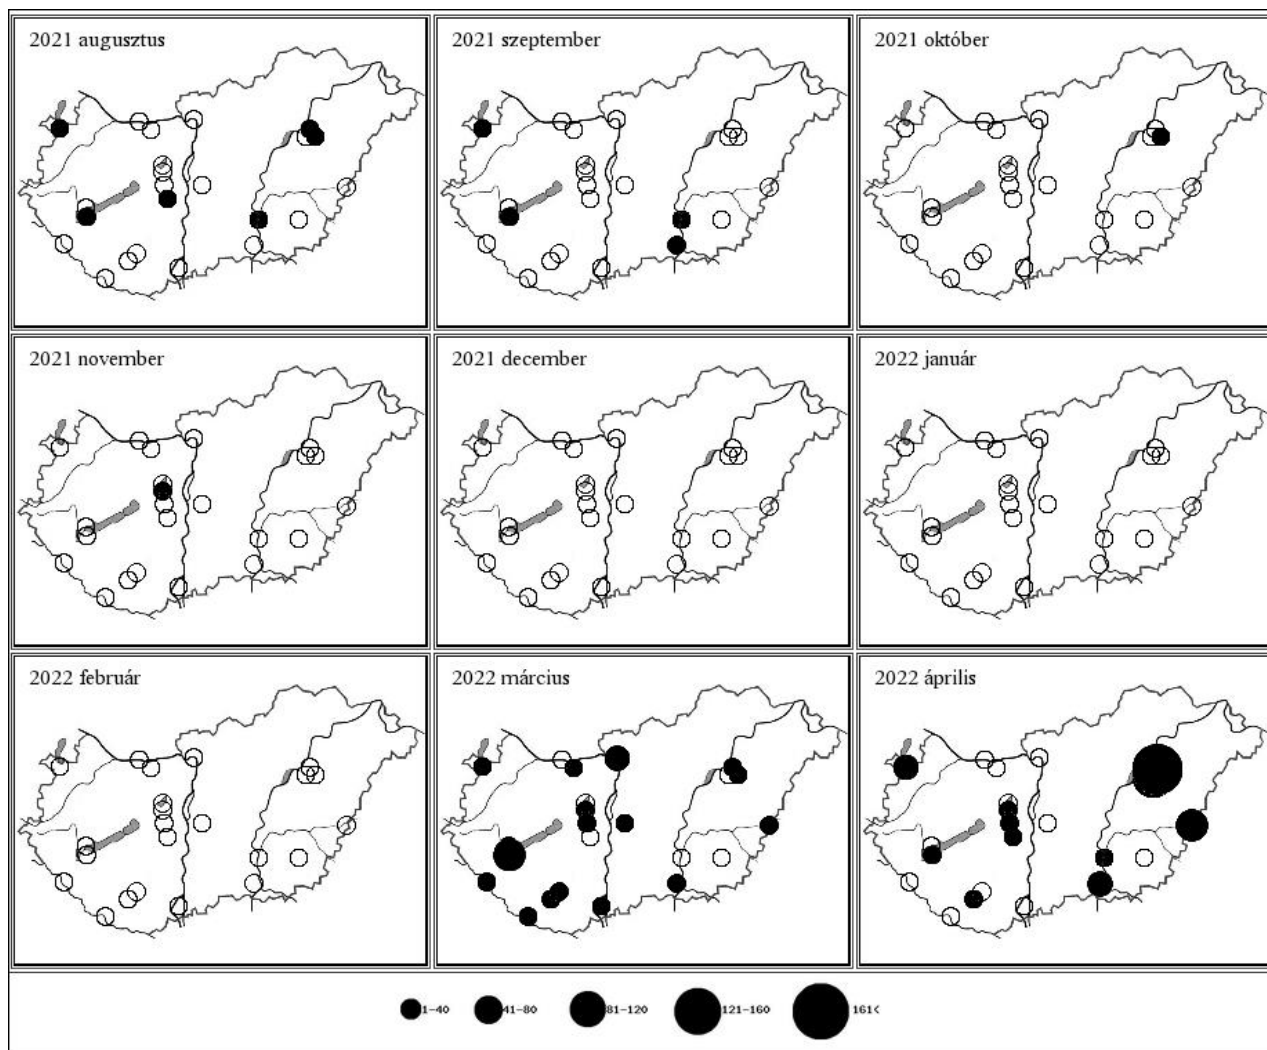 2021 augusztus
2021 szeptember
2021 október
2021 november
2021 december
2022 január
2022 február
2022 március
2022 április
1-40 41-80 81-120 121-160 161<